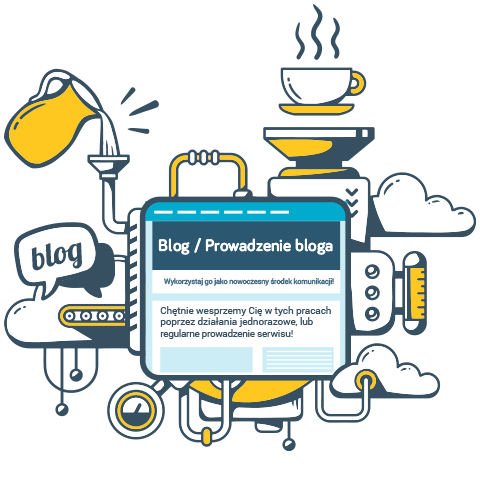 blog
Blog / Prowadzenie bloga
Wykorzystaj go jako nowoczesny środek komunikacji!
Chętnie wesprzemy Cię w tych pracach
poprzez działania jednorazowe, lub
regularne prowadzenie serwisu!